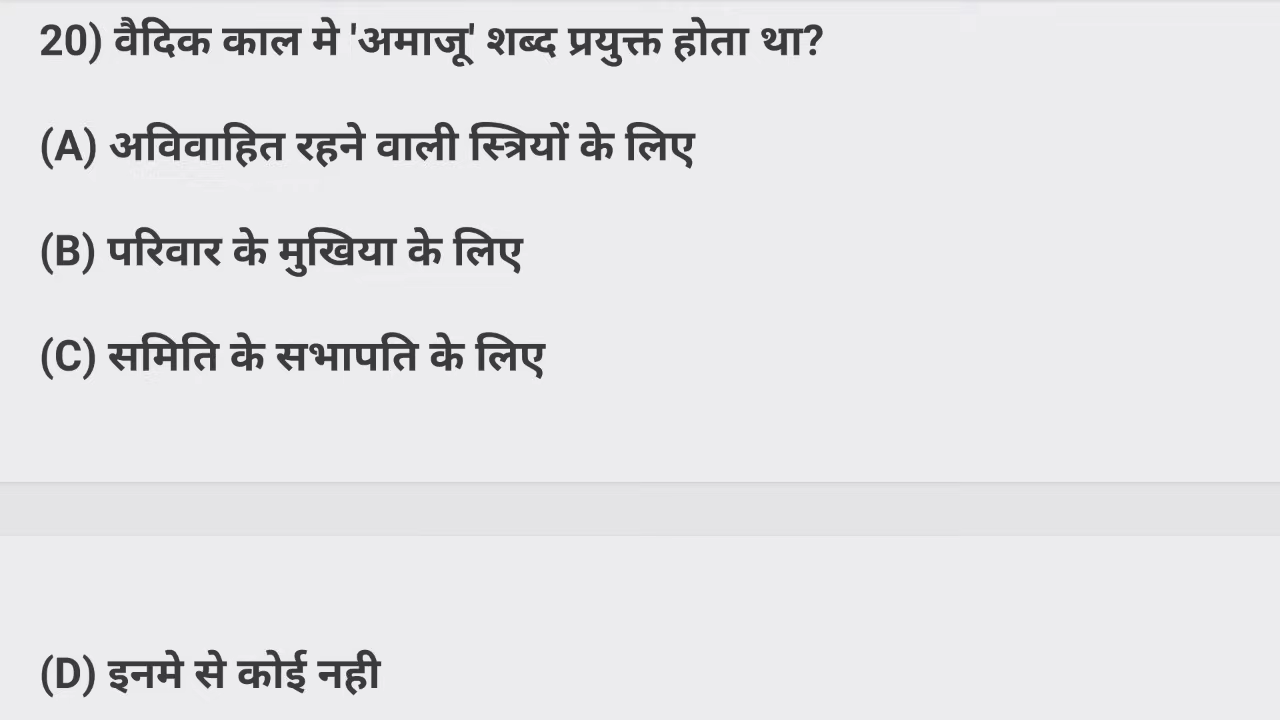 20) वैदिक काल मे 'अमाजू' शब्द प्रयुक्त होता था?
(A) अविवाहित रहने वाली स्त्रियों के लिए
(B) परिवार के मुखिया के लिए
(C) समिति के सभापति के लिए
(D) इनमे से कोई नही